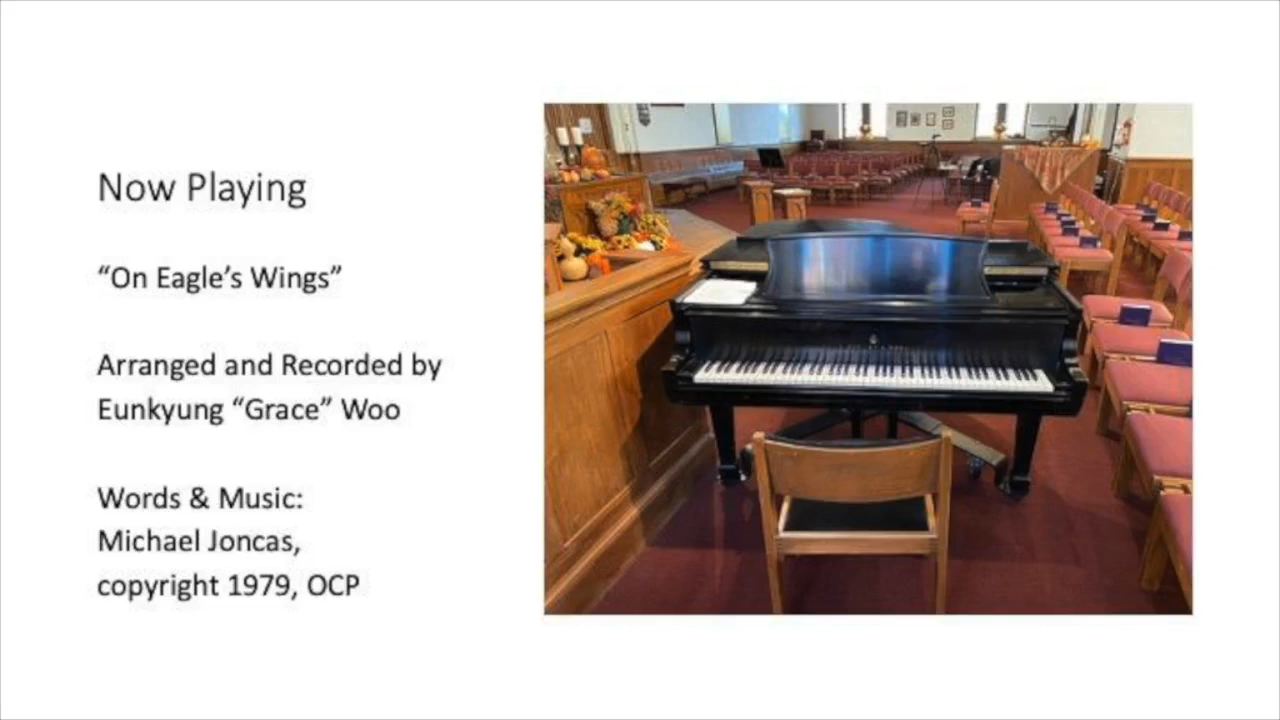 Now Playing
“On Eagle’s Wings”
Arranged and Recorded by
Eunkyung “Grace” Woo
Words & Music:
Michael Joncas,
copyright 1979, OCP